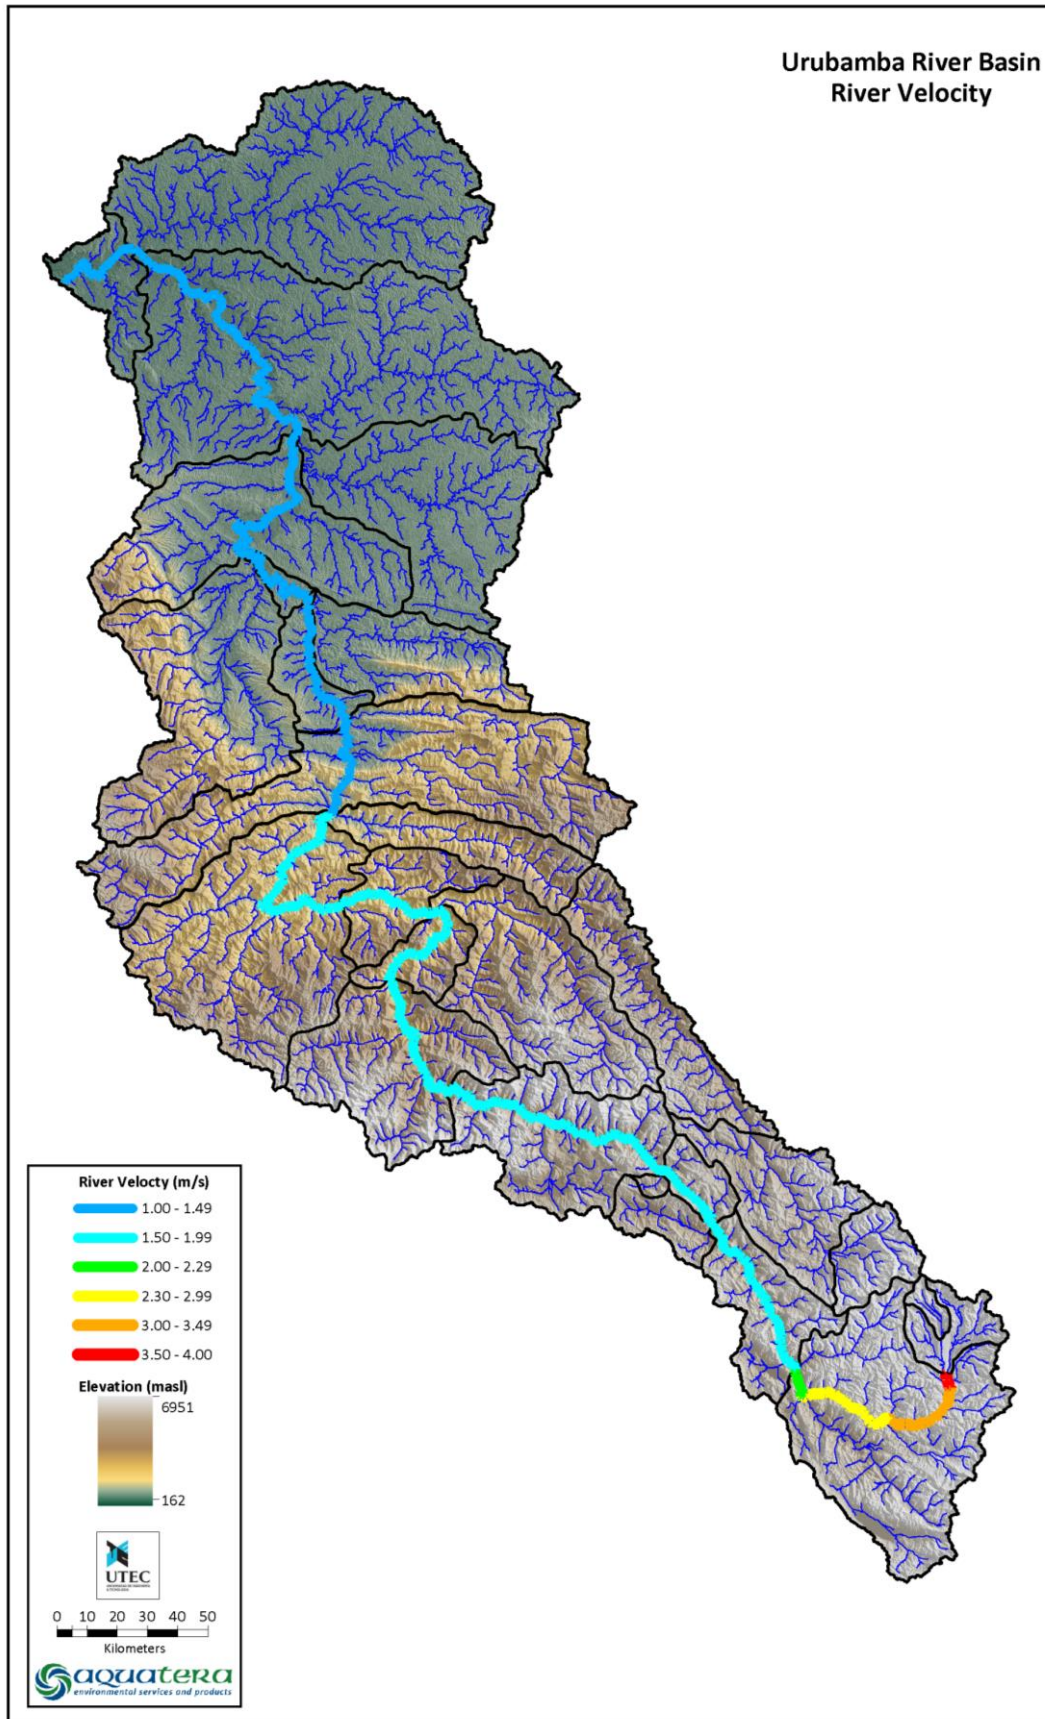 Urubamba River Basin
River Velocity
River Velocty (m/s)
1.00 - 1.49
1.50 - 1.99
2.00 - 2.29
2.30 - 2.99
3.00 - 3.49
3.50 - 4.00
Elevation (masl)
6951
162
UTEC
0 10 20 30 40 50
Kilometers
aquatera
environmental services and products